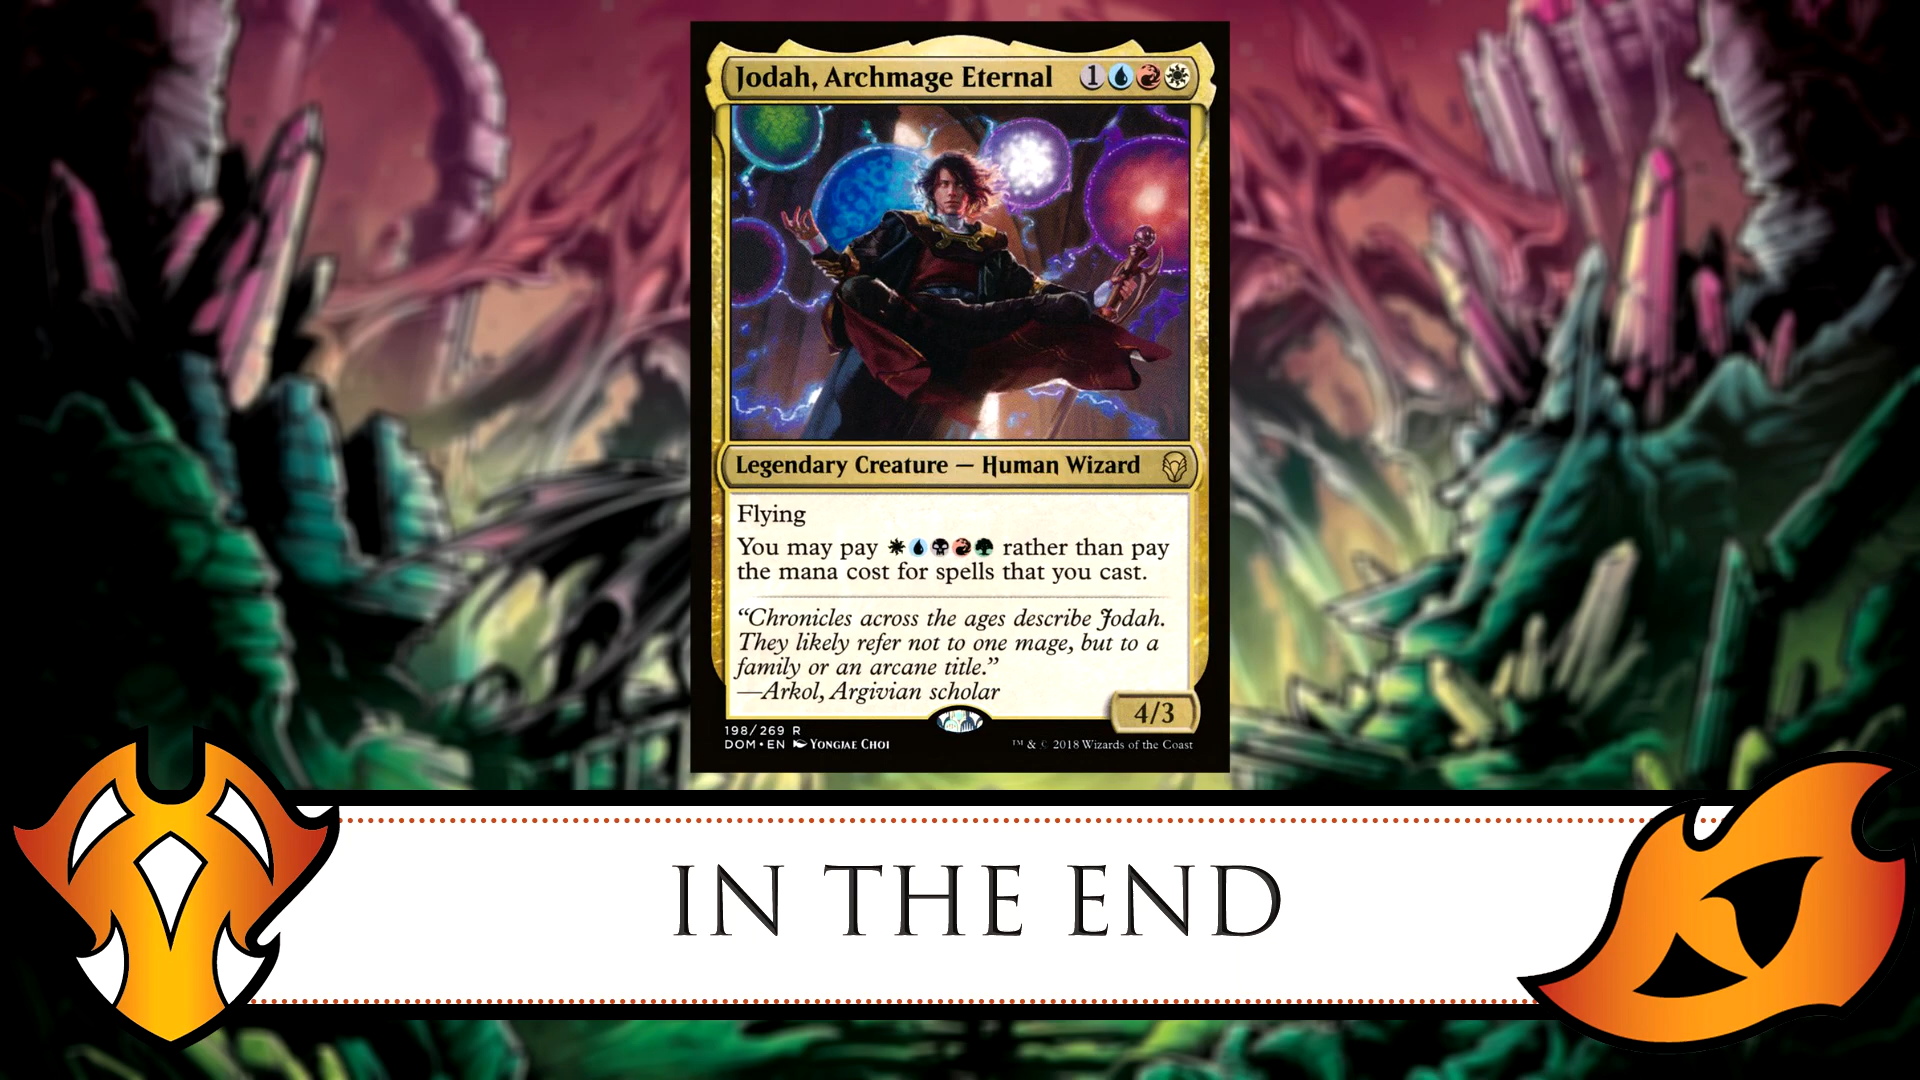 Jodah, Archmage Eternal 1
Legendary Creature — Human Wizard
Flying
You may pay rather than pay
the mana cost for spells that you cast.
“Chronicles across the ages describe Jodah.
They likely refer not to one mage, but to a
family or an arcane title.”
—Arkol, Argivian scholar
4/3
198/269 R
DOM • EN Yongjae Choi
™ & © 2018 Wizards of the Coast
IN THE END